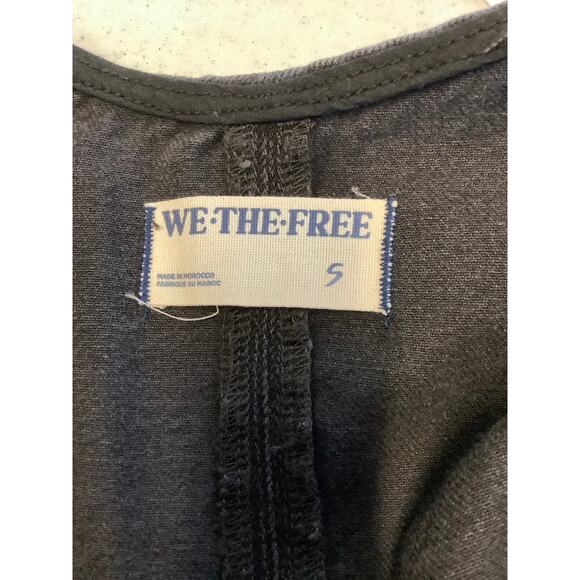 WE·THE·FREE
S
MADE IN MOROCCO
FABRIQUE AU MAROC